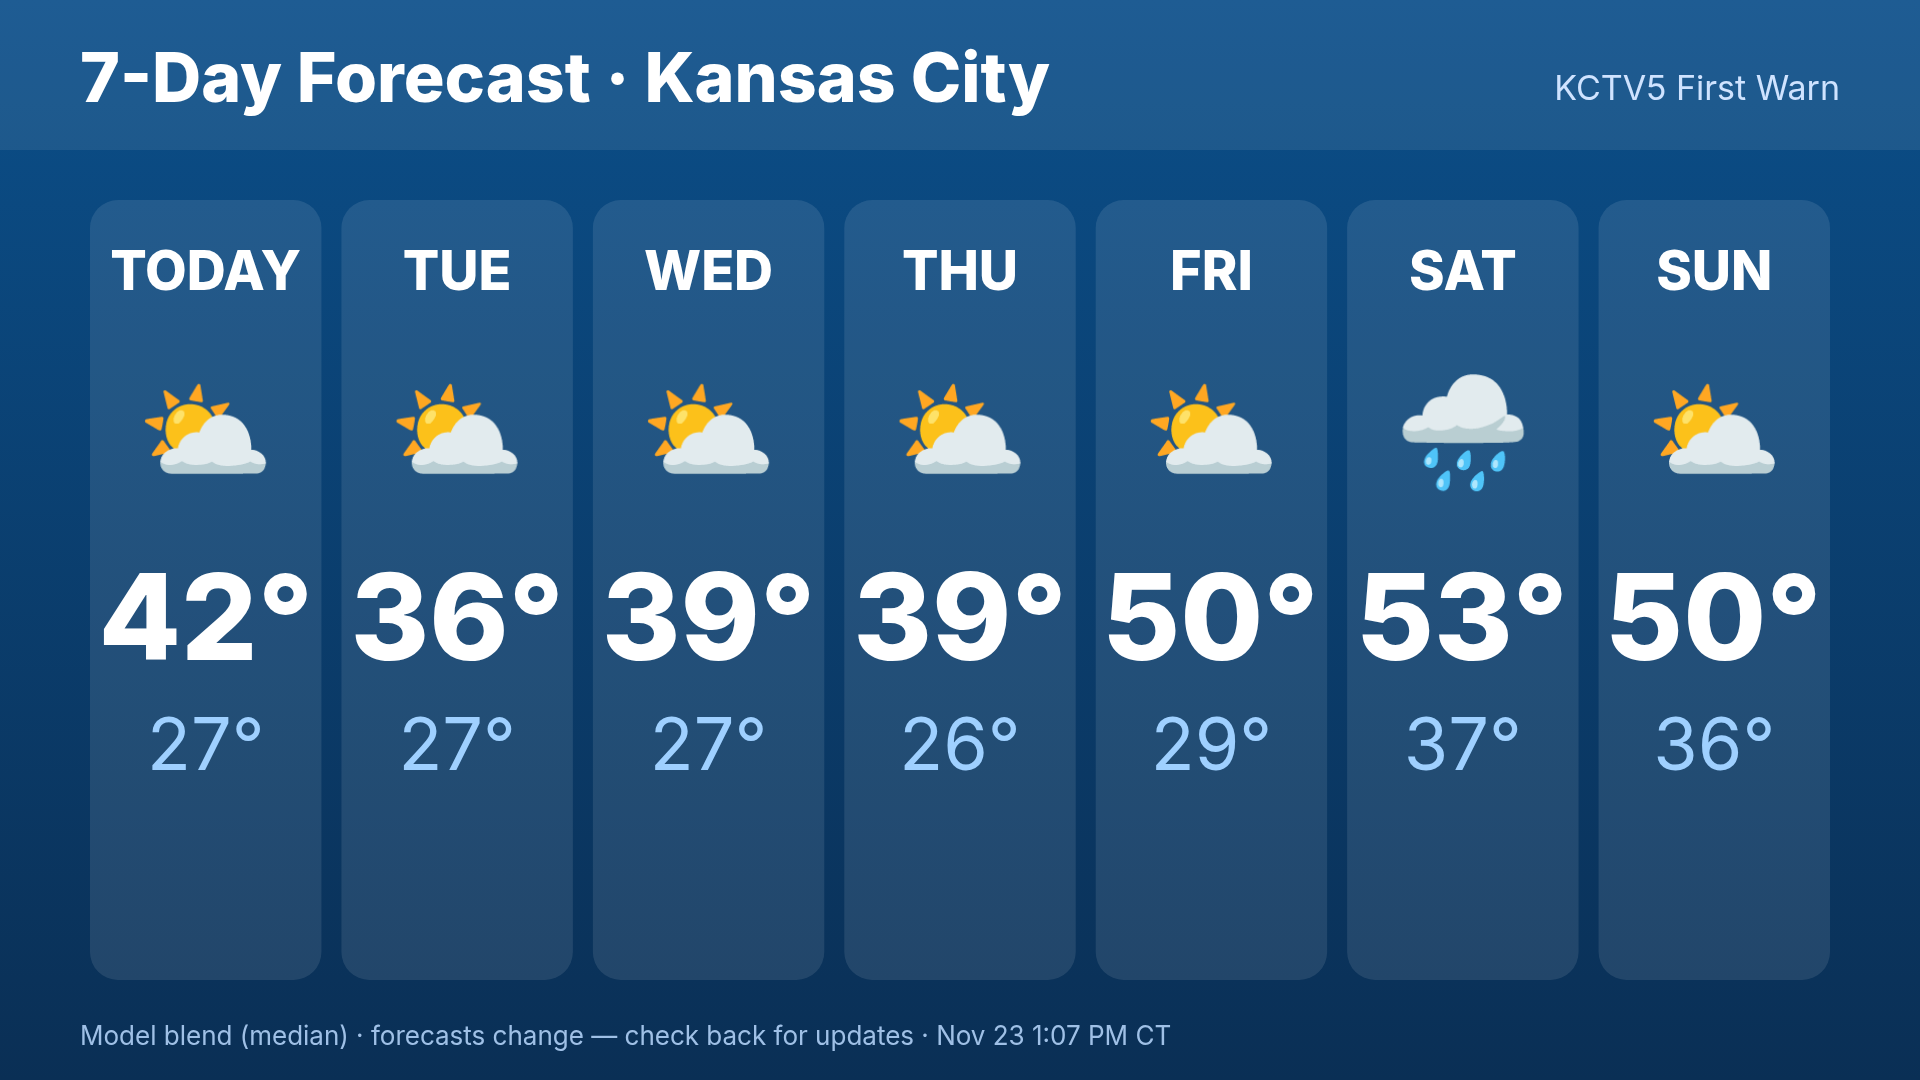 7-Day Forecast · Kansas City
KCTV5 First Warn
TODAY
42°
27°
TUE
36°
27°
WED
39°
27°
THU
39°
26°
FRI
50°
29°
SAT
53°
37°
SUN
50°
36°
Model blend (median) · forecasts change — check back for updates · Nov 23 1:07 PM CT